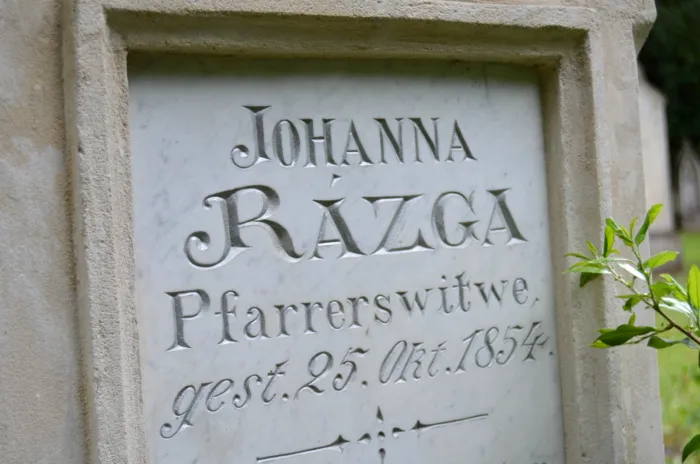 Johanna
Rázga
Pfarrerswitwe,
gest. 25. Okt. 1854.